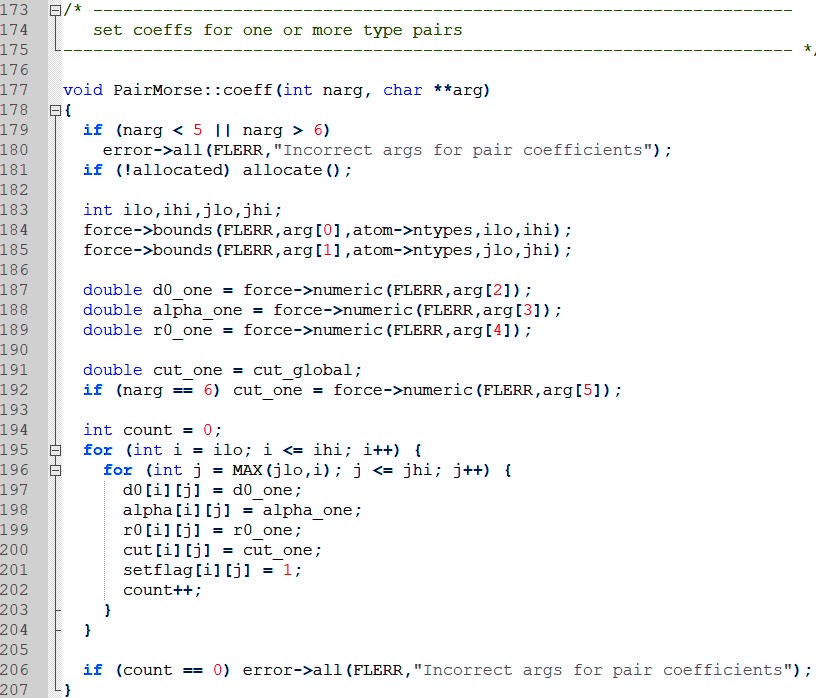 173 /* ----------------------------------------------------------------------
174    set coeffs for one or more type pairs
175 ------------------------------------------------------------------------- */
176
177 void PairMorse::coeff(int narg, char **arg)
178 {
179   if (narg < 5 || narg > 6)
180     error->all(FLERR,"Incorrect args for pair coefficients");
181   if (!allocated) allocate();
182
183   int ilo,ihi,jlo,jhi;
184   force->bounds(FLERR,arg[0],atom->ntypes,ilo,ihi);
185   force->bounds(FLERR,arg[1],atom->ntypes,jlo,jhi);
186
187   double d0_one = force->numeric(FLERR,arg[2]);
188   double alpha_one = force->numeric(FLERR,arg[3]);
189   double r0_one = force->numeric(FLERR,arg[4]);
190
191   double cut_one = cut_global;
192   if (narg == 6) cut_one = force->numeric(FLERR,arg[5]);
193
194   int count = 0;
195   for (int i = ilo; i <= ihi; i++) {
196     for (int j = MAX(jlo,i); j <= jhi; j++) {
197       d0[i][j] = d0_one;
198       alpha[i][j] = alpha_one;
199       r0[i][j] = r0_one;
200       cut[i][j] = cut_one;
201       setflag[i][j] = 1;
202       count++;
203     }
204   }
205
206   if (count == 0) error->all(FLERR,"Incorrect args for pair coefficients");
207 }